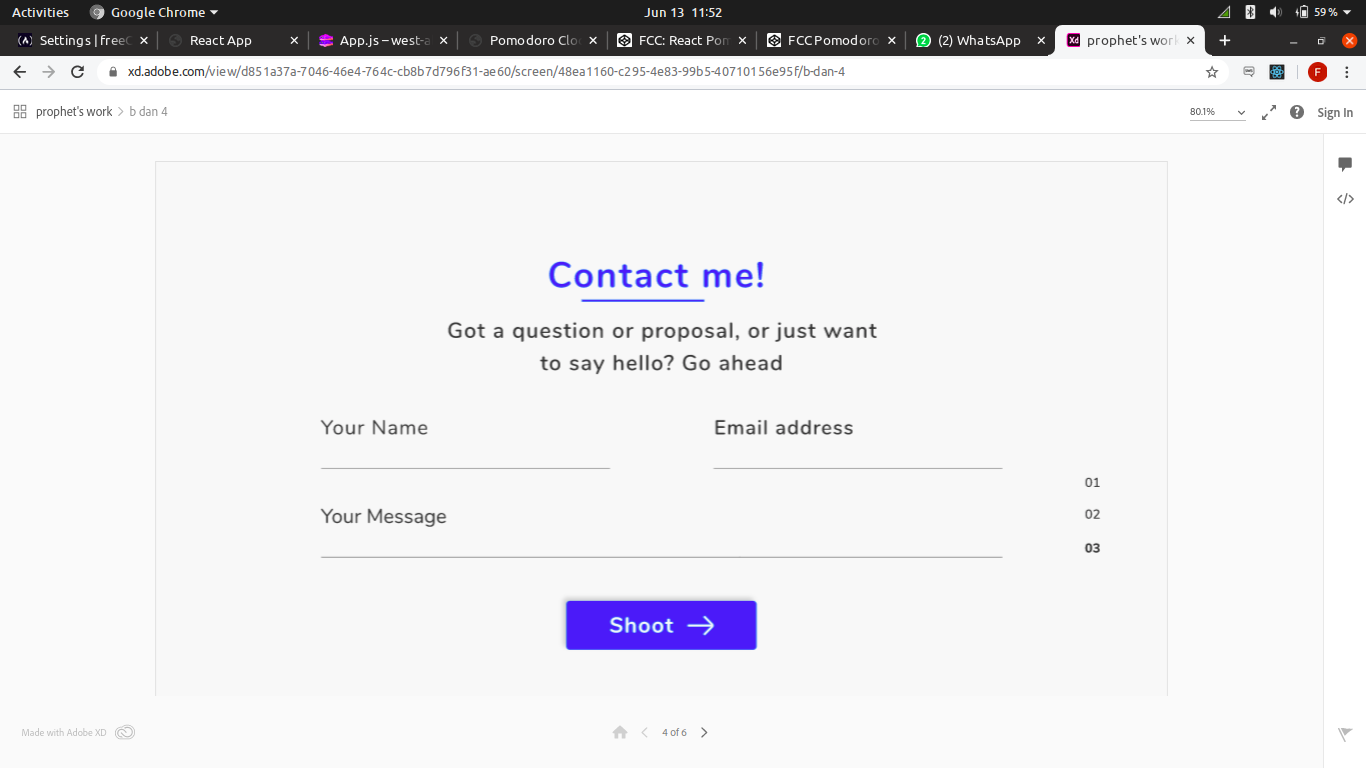 Activities Google Chrome Jun 13 11:52 59 %
Settings | freeC React App App.js – west-a Pomodoro Clo FCC: React Pom FCC Pomodoro (2) WhatsApp prophet's work
xd.adobe.com/view/d851a37a-7046-46e4-764c-cb8b7d796f31-ae60/screen/48ea1160-c295-4e83-99b5-40710156e95f/b-dan-4 F
prophet's work b dan 4 80.1% Sign In
Contact me!
Got a question or proposal, or just want
to say hello? Go ahead
Your Name Email address
01
Your Message 02
03
Shoot
Made with Adobe XD 4 of 6